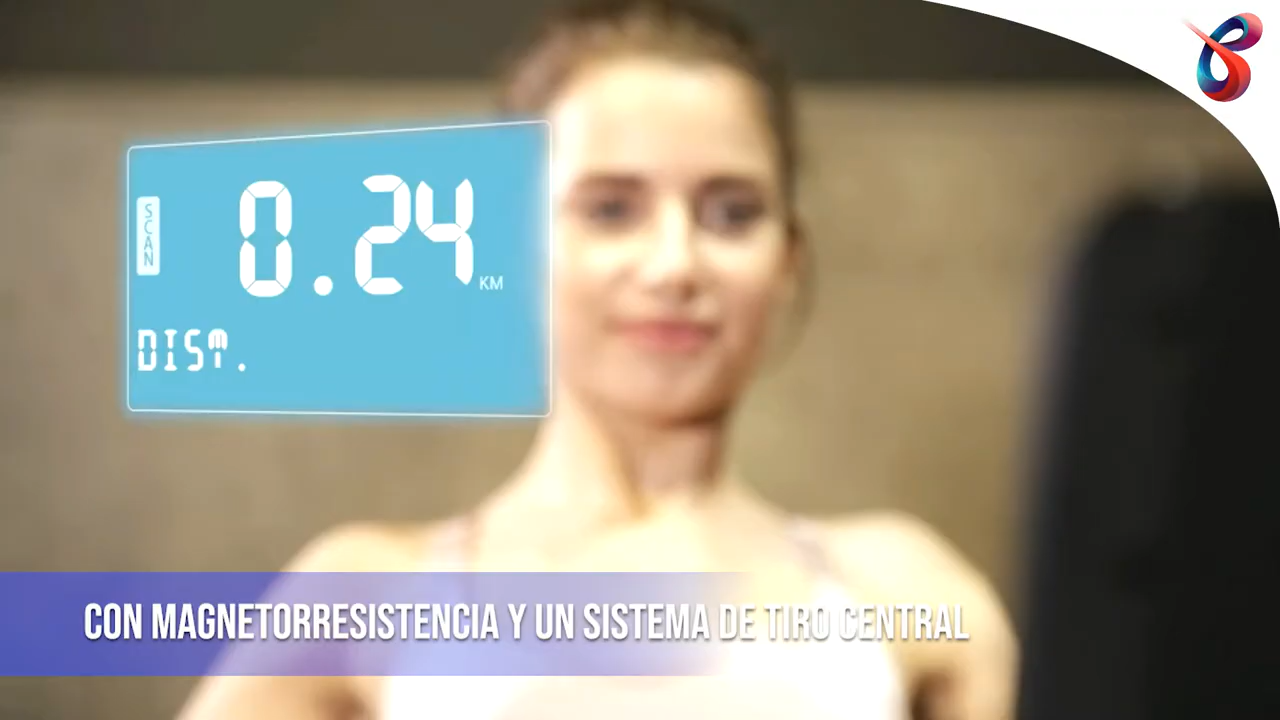 SCAN
0.24 KM
DIST.
CON MAGNETORRESISTENCIA Y UN SISTEMA DE TIRO CENTRAL